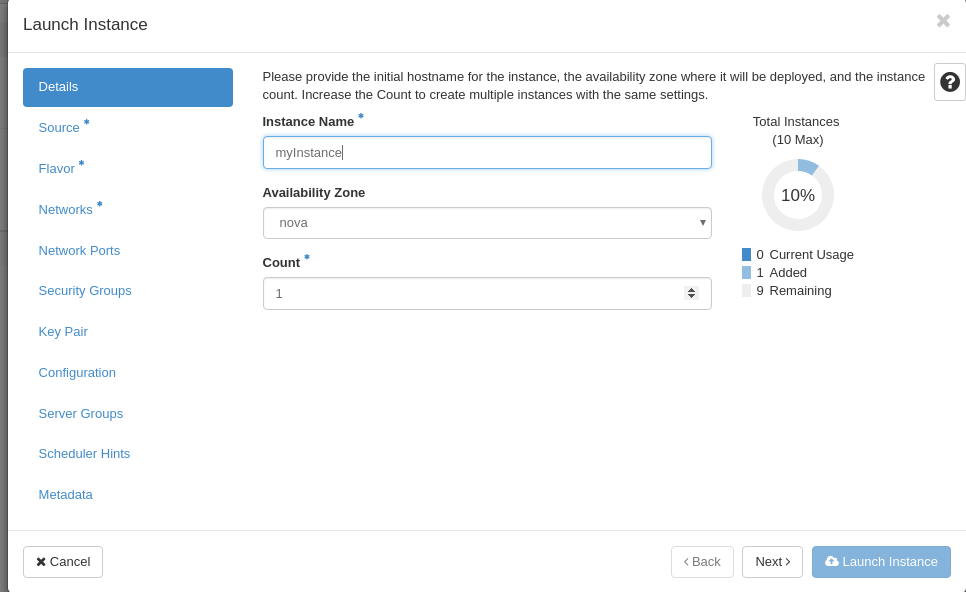 Launch Instance
Details
Source *
Flavor *
Networks *
Network Ports
Security Groups
Key Pair
Configuration
Server Groups
Scheduler Hints
Metadata
Please provide the initial hostname for the instance, the availability zone where it will be deployed, and the instance
count. Increase the Count to create multiple instances with the same settings.
Instance Name *
myInstance
Availability Zone
nova
Count *
1
Total Instances
(10 Max)
10%
0 Current Usage
1 Added
9 Remaining
✖ Cancel
‹ Back
Next ›
Launch Instance